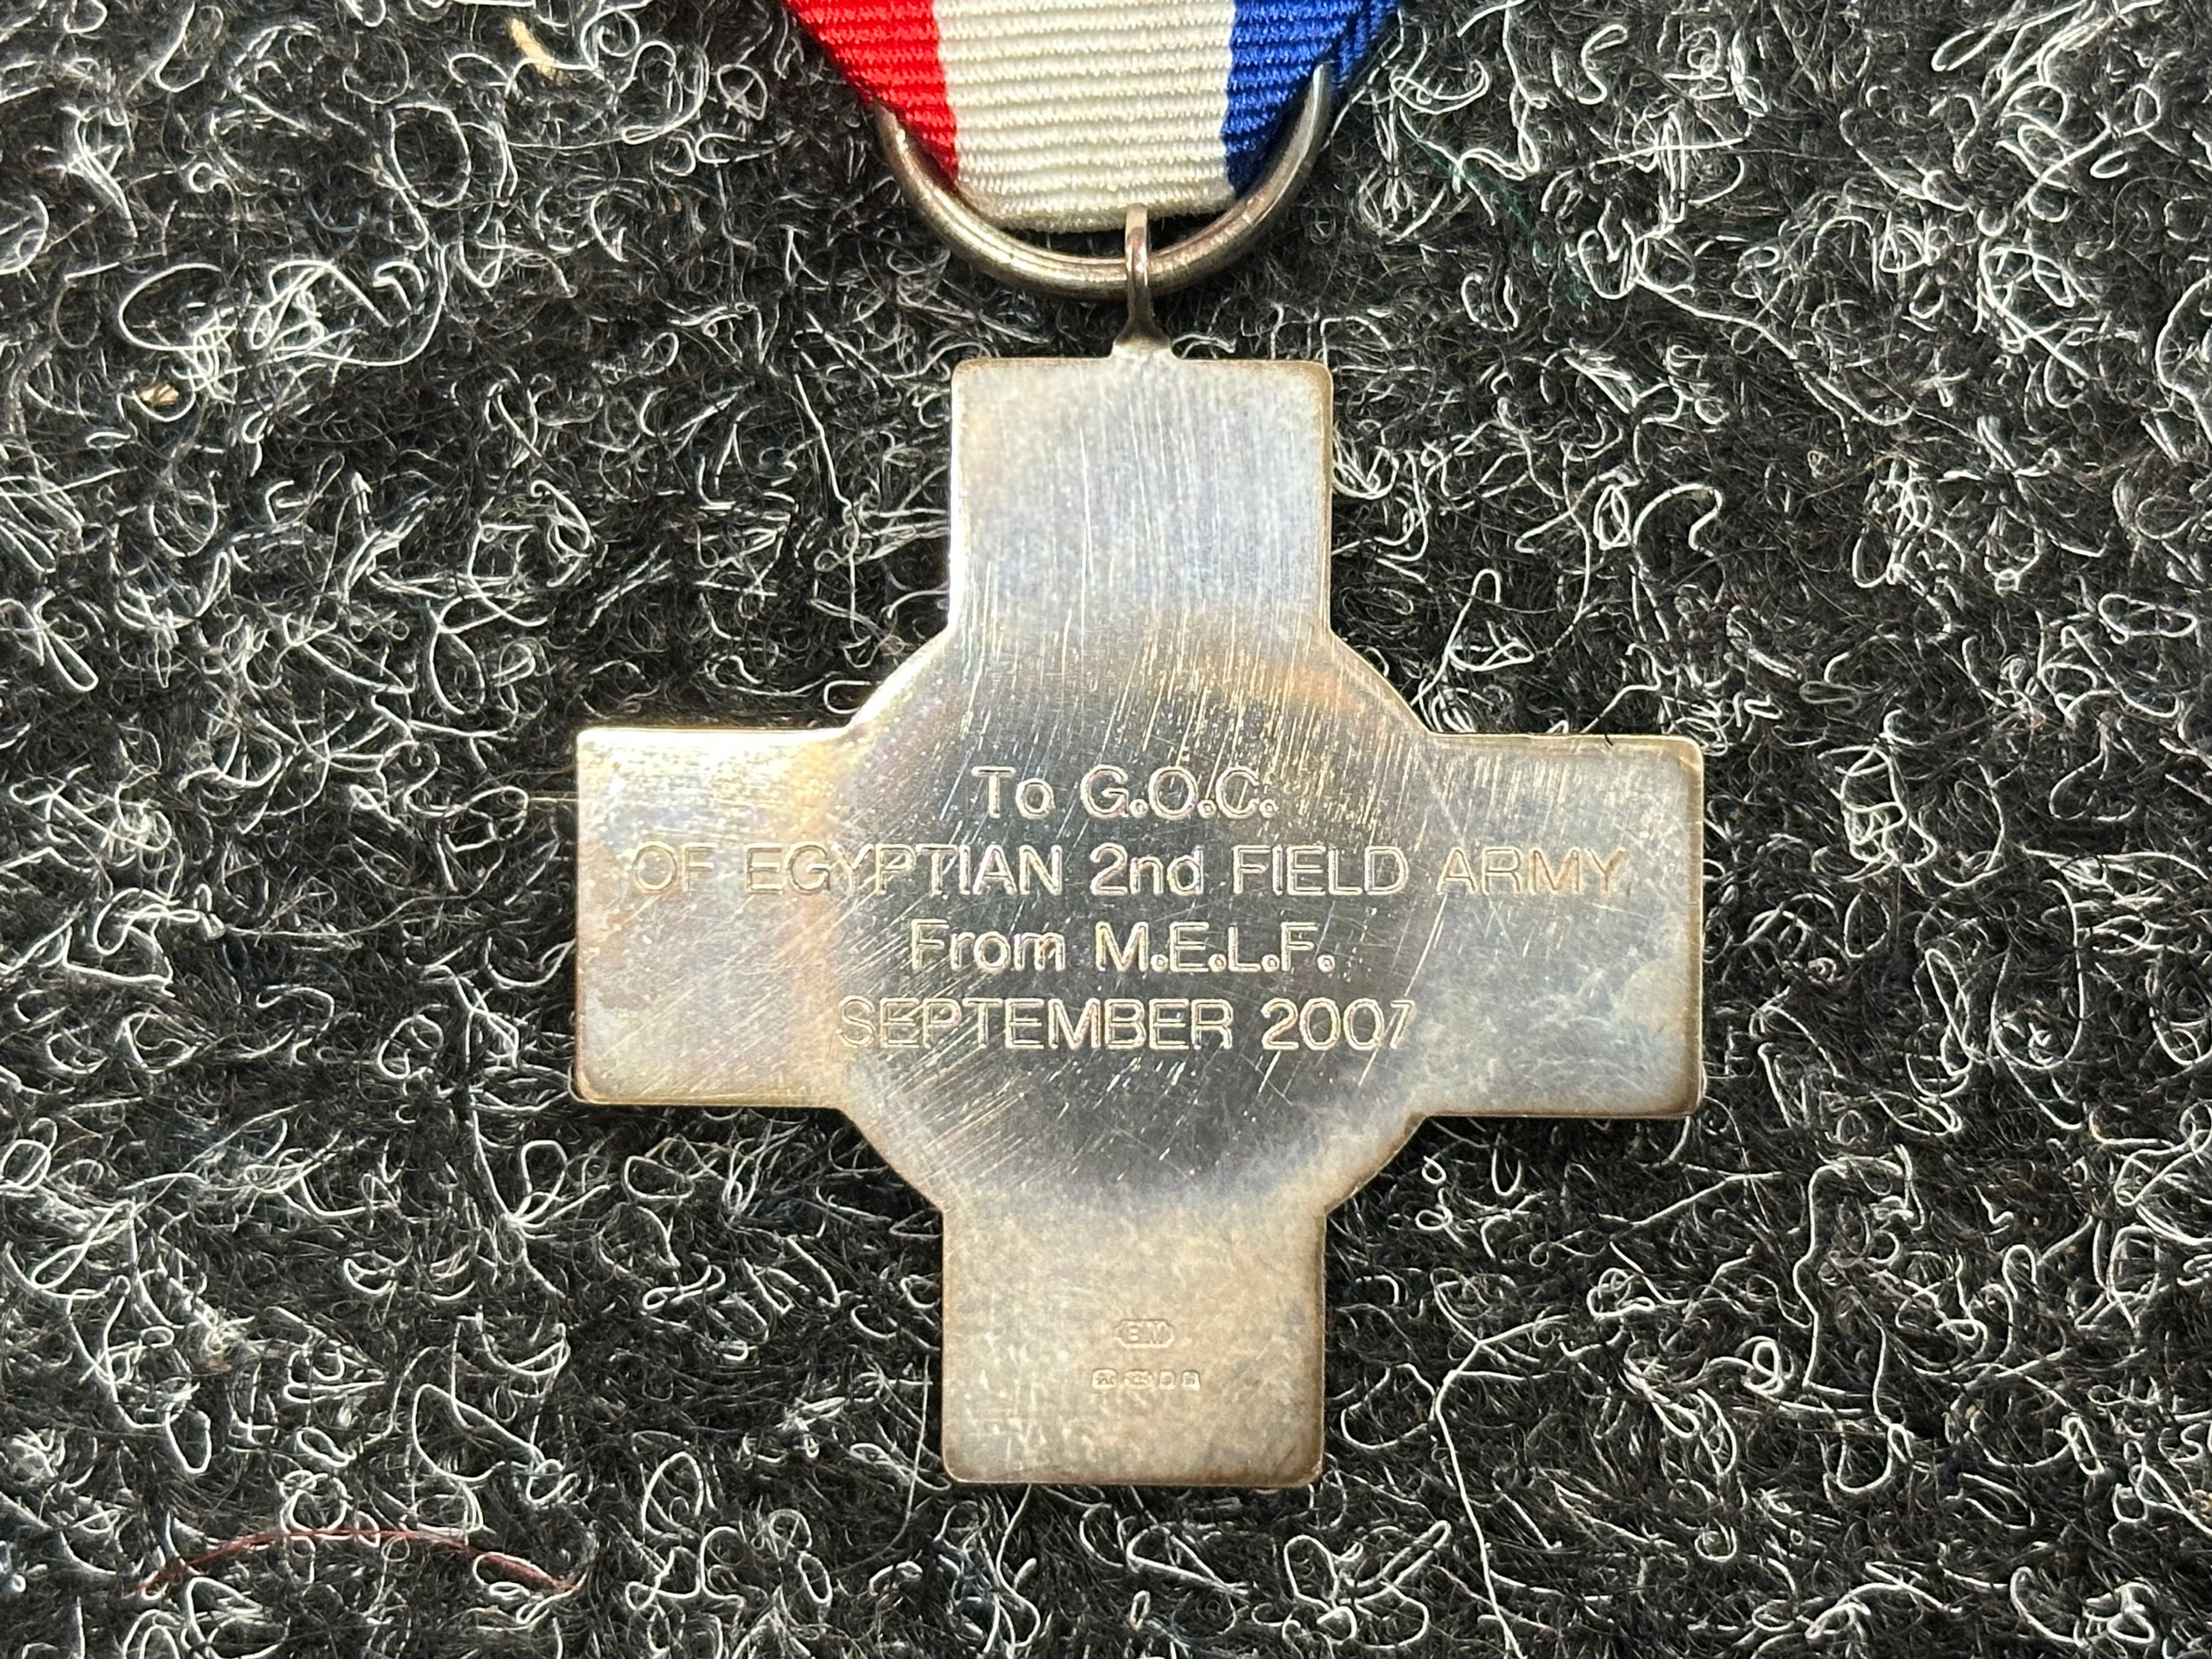 To G.O.C.
OF EGYPTIAN 2nd FIELD ARMY
From M.E.L.F.
SEPTEMBER 2007